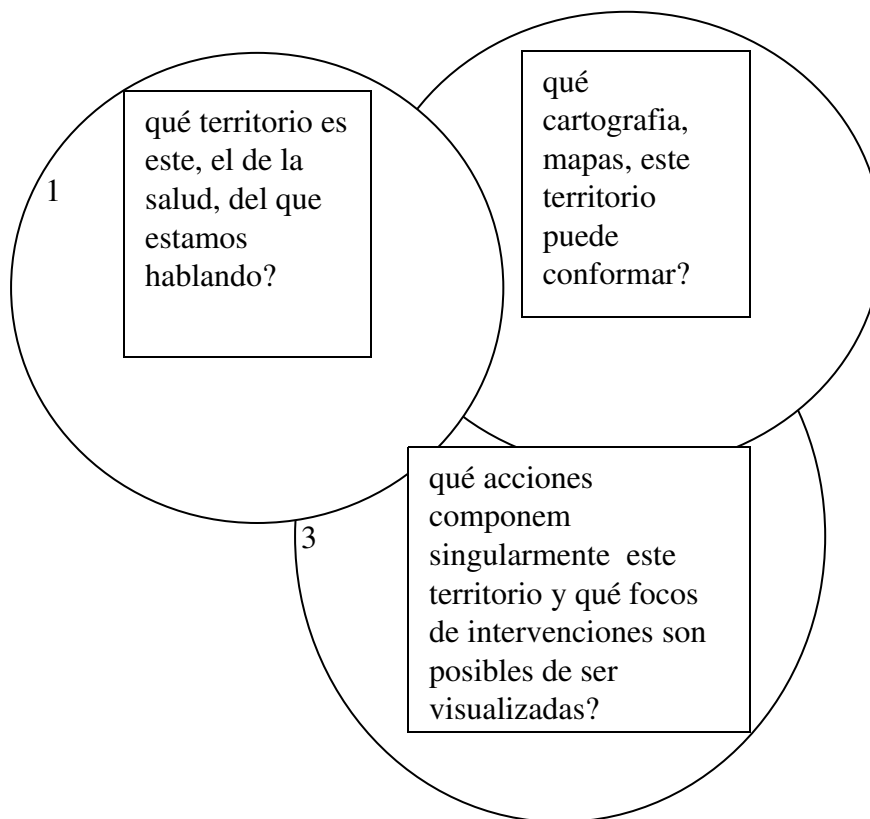 1
qué territorio es
este, el de la
salud, del que
estamos
hablando?
qué
cartografia,
mapas, este
territorio
puede
conformar?
3
qué acciones
componem
singularmente  este
territorio y qué focos
de intervenciones son
posibles de ser
visualizadas?